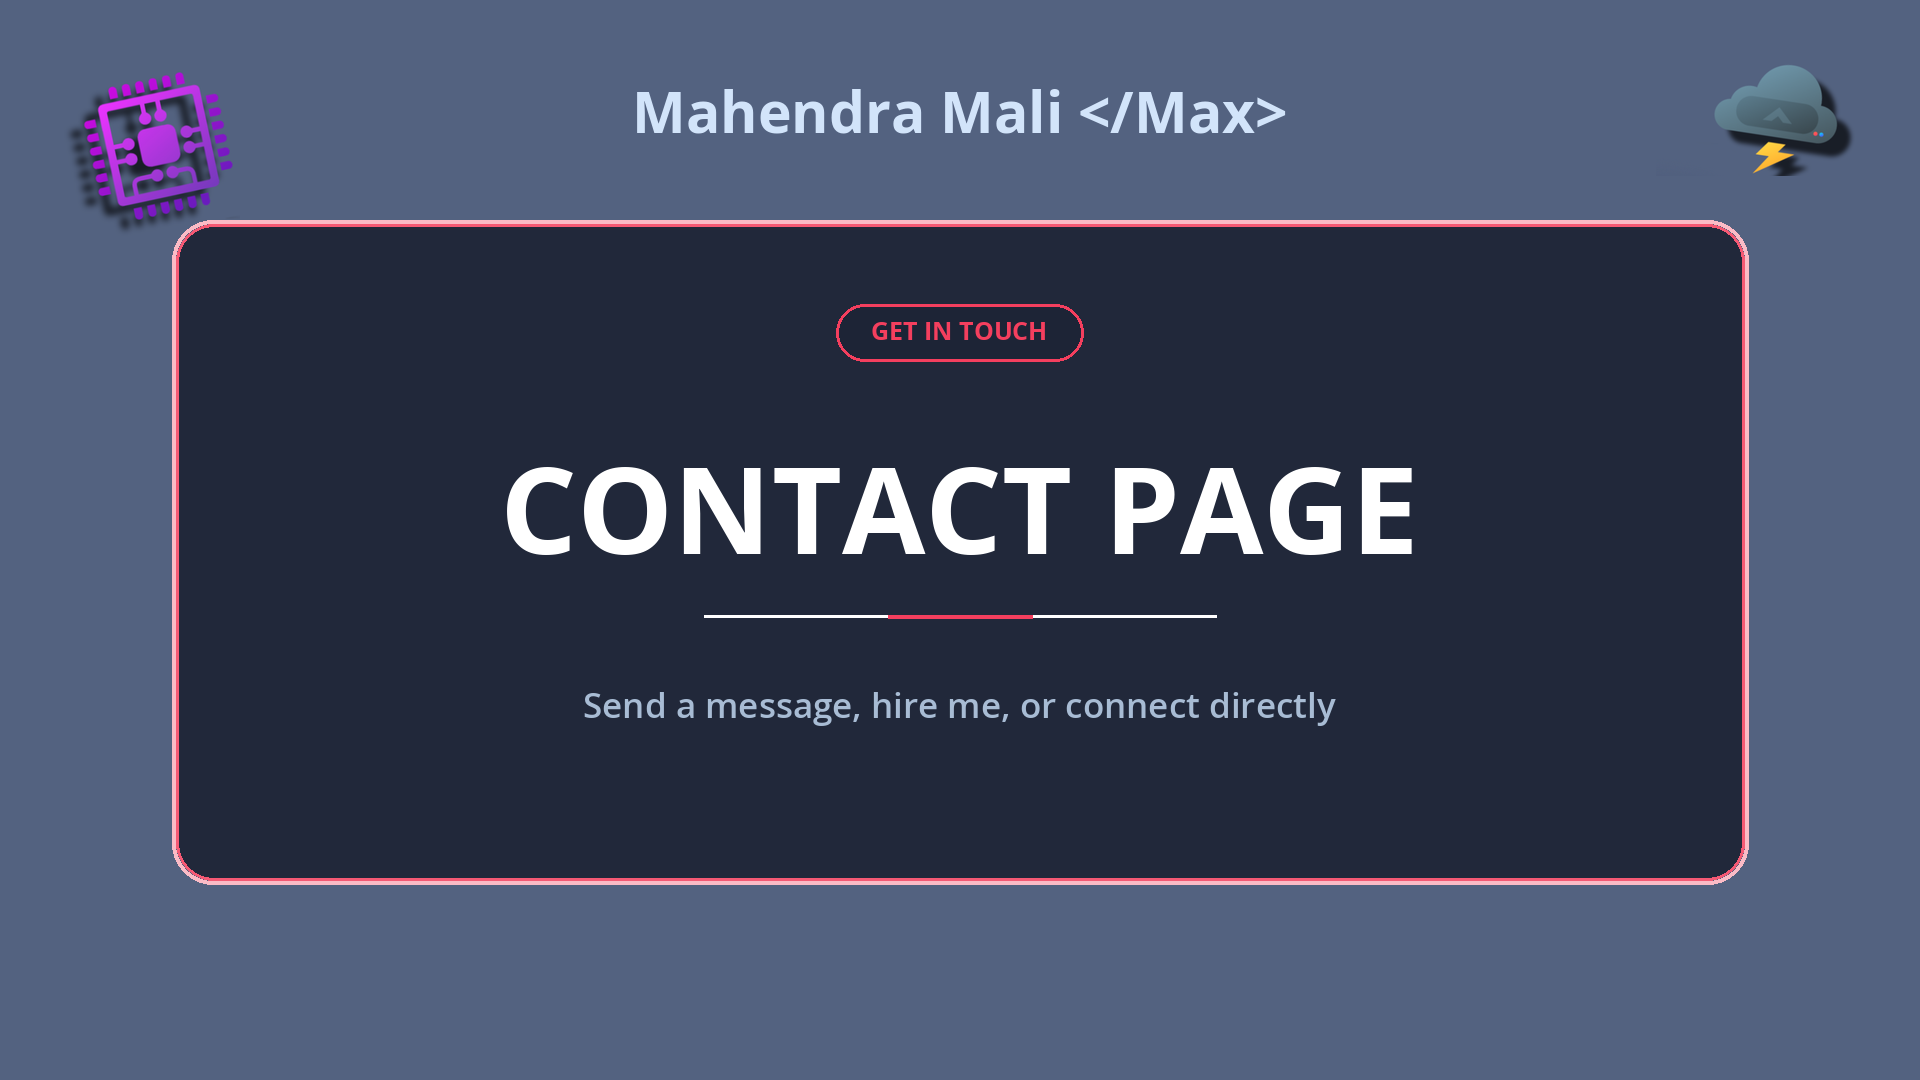 Mahendra Mali </Max>
GET IN TOUCH
CONTACT PAGE
Send a message, hire me, or connect directly